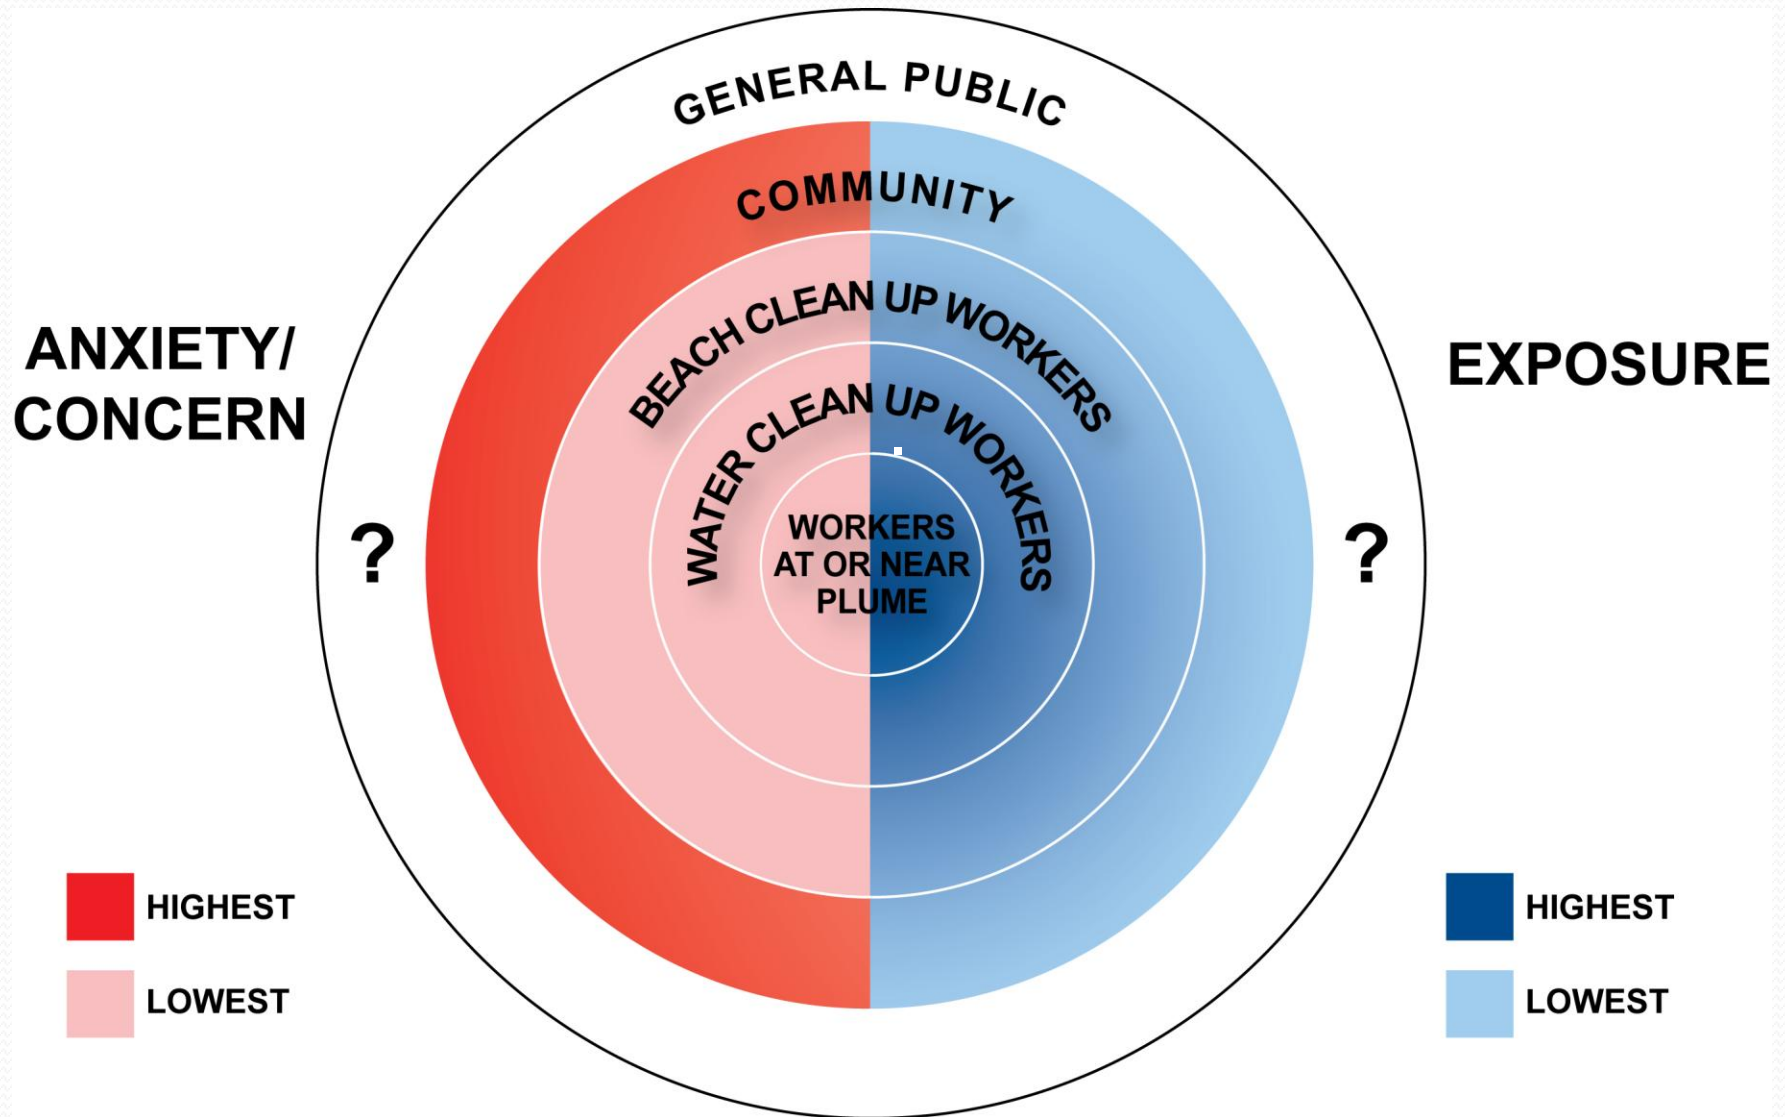 GENERAL PUBLIC
COMMUNITY
BEACH CLEAN UP WORKERS
WATER CLEAN UP WORKERS
WORKERS
AT OR NEAR
PLUME
ANXIETY/
CONCERN
EXPOSURE
?
?
HIGHEST
LOWEST
HIGHEST
LOWEST